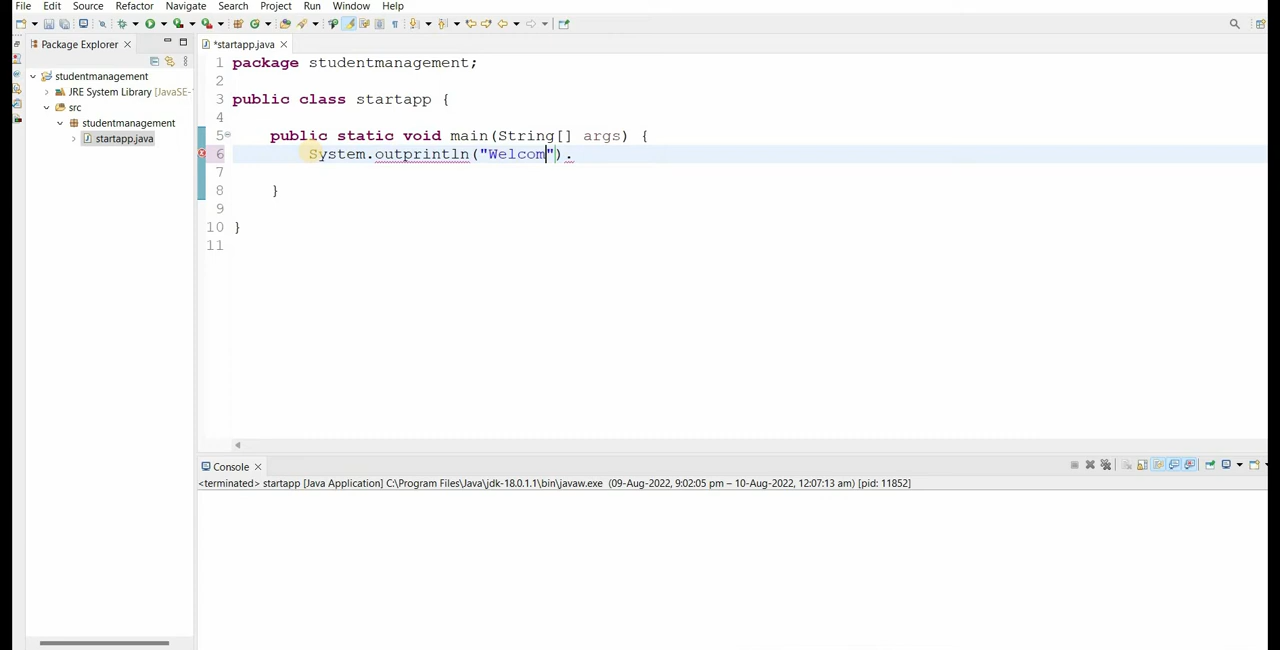 File Edit Source Refactor Navigate Search Project Run Window Help
Package Explorer
*startapp.java
studentmanagement
JRE System Library [JavaSE-
src
studentmanagement
startapp.java
1 package studentmanagement;
2
3 public class startapp {
4
5 public static void main(String[] args) {
6 System.outprintln("Welcom").
7
8 }
9
10 }
11
Console
<terminated> startapp [Java Application] C:\Program Files\Java\jdk-18.0.1.1\bin\javaw.exe (09-Aug-2022, 9:02:05 pm – 10-Aug-2022, 12:07:13 am) [pid: 11852]